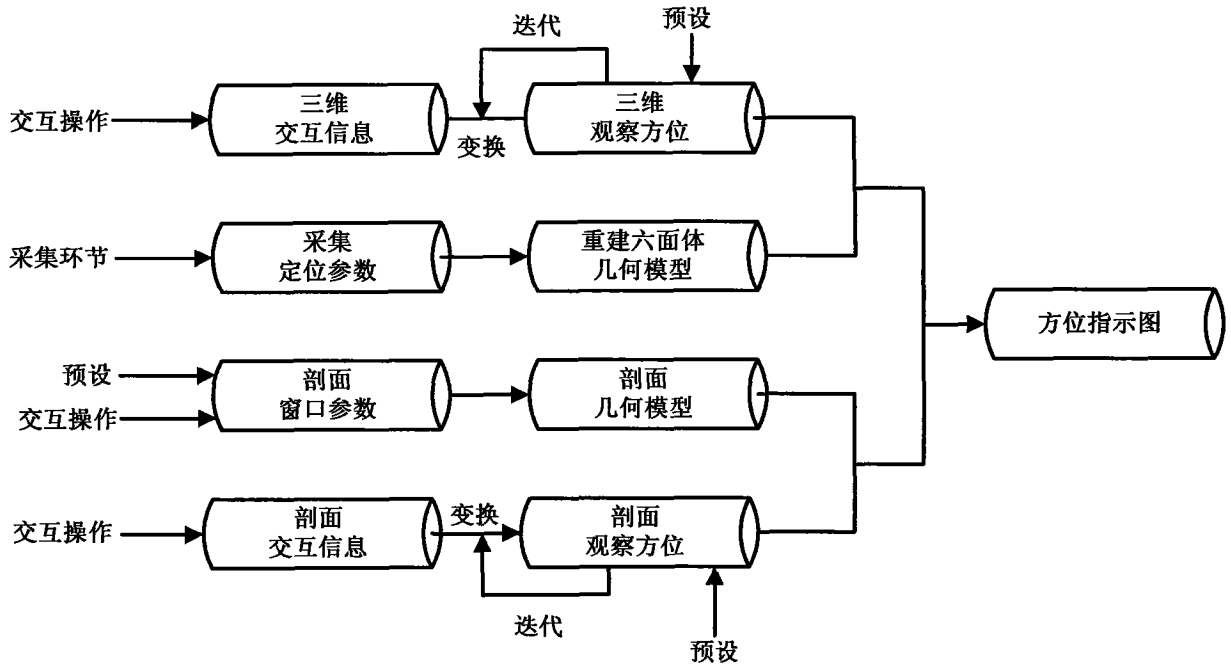 迭代
预设
交互操作
三维
交互信息
变换
三维
观察方位
采集环节
采集
定位参数
重建六面体
几何模型
方位指示图
预设
交互操作
剖面
窗口参数
剖面
几何模型
交互操作
剖面
交互信息
变换
剖面
观察方位
迭代
预设